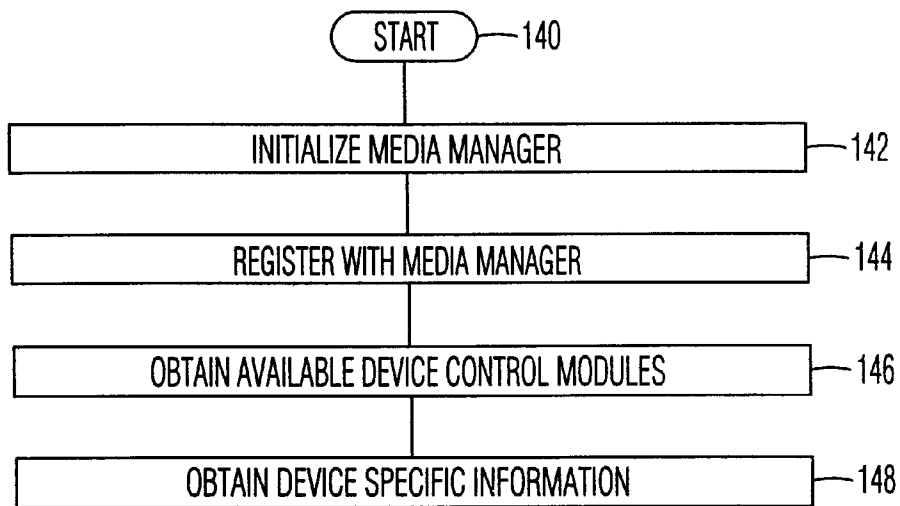 START 140
INITIALIZE MEDIA MANAGER 142
REGISTER WITH MEDIA MANAGER 144
OBTAIN AVAILABLE DEVICE CONTROL MODULES 146
OBTAIN DEVICE SPECIFIC INFORMATION 148